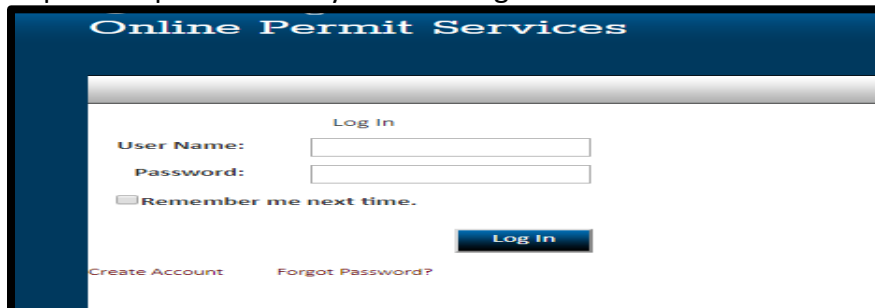 Online Permit Services
Log In
User Name:
Password:
Remember me next time.
Log In
Create Account Forgot Password?